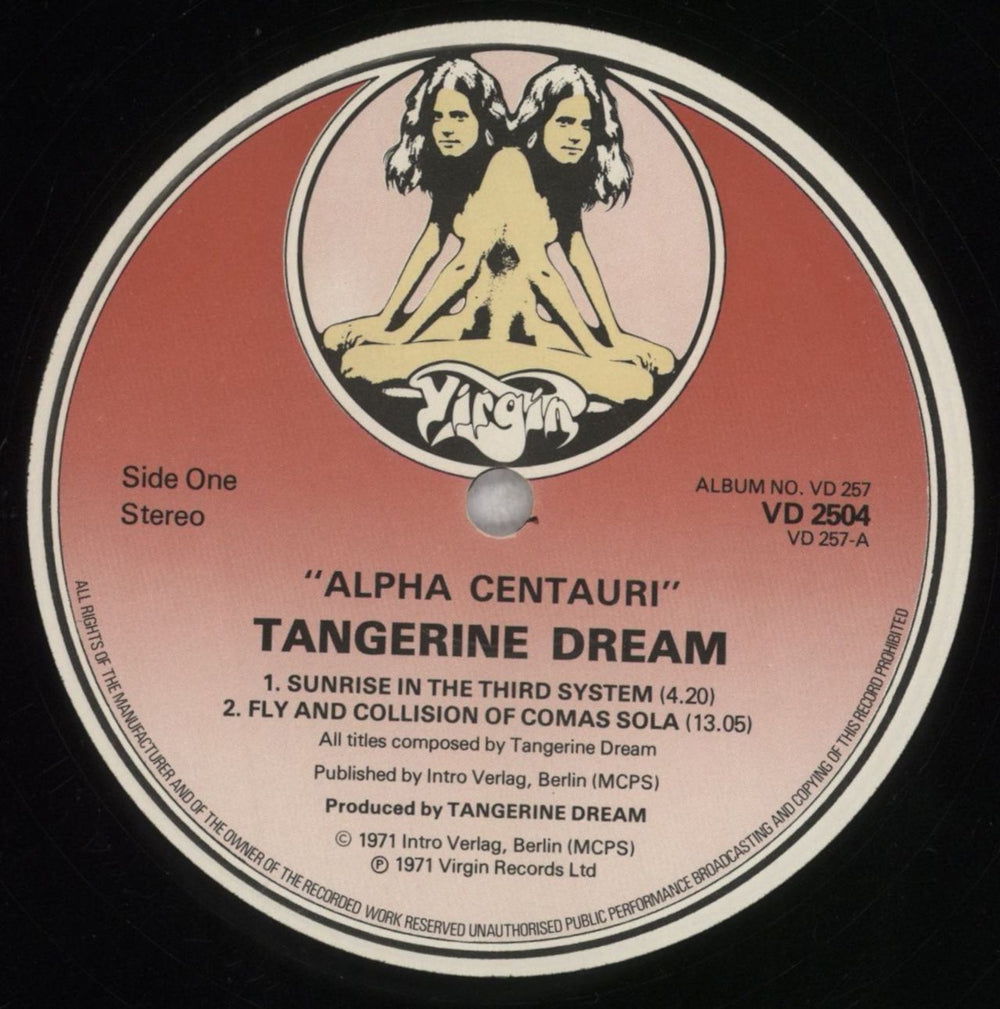 Virgin
Side One
Stereo
ALBUM NO. VD 257
VD 2504
VD 257-A
"ALPHA CENTAURI"
TANGERINE DREAM
1. SUNRISE IN THE THIRD SYSTEM (4.20)
2. FLY AND COLLISION OF COMAS SOLA (13.05)
All titles composed by Tangerine Dream
Published by Intro Verlag, Berlin (MCPS)
Produced by TANGERINE DREAM
© 1971 Intro Verlag, Berlin (MCPS)
℗ 1971 Virgin Records Ltd
ALL RIGHTS OF THE MANUFACTURER AND OF THE OWNER OF THE RECORDED WORK RESERVED UNAUTHORISED PUBLIC PERFORMANCE BROADCASTING AND COPYING OF THIS RECORD PROHIBITED